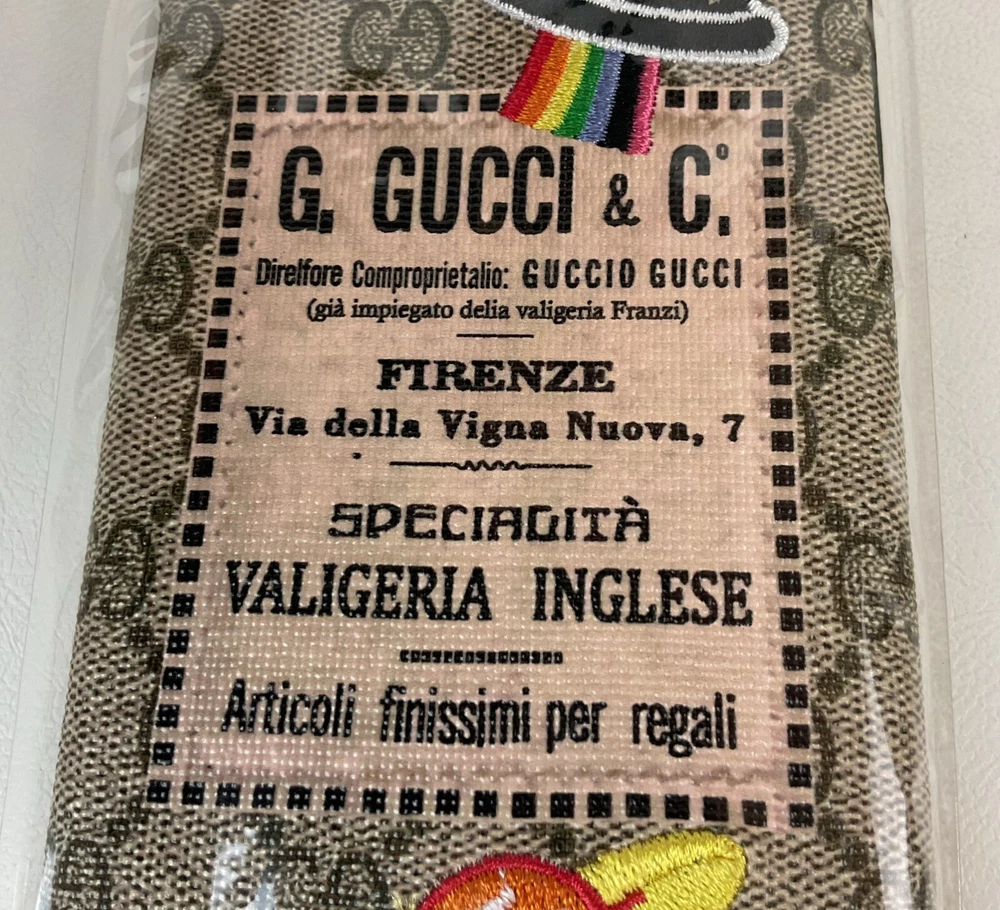 G. GUCCI & Cº.
Direlfore Comproprietalio: GUCCIO GUCCI
(già impiegato delia valigeria Franzi)
FIRENZE
Via della Vigna Nuova, 7
SPECIALITÀ
VALIGERIA INGLESE
Articoli finissimi per regali